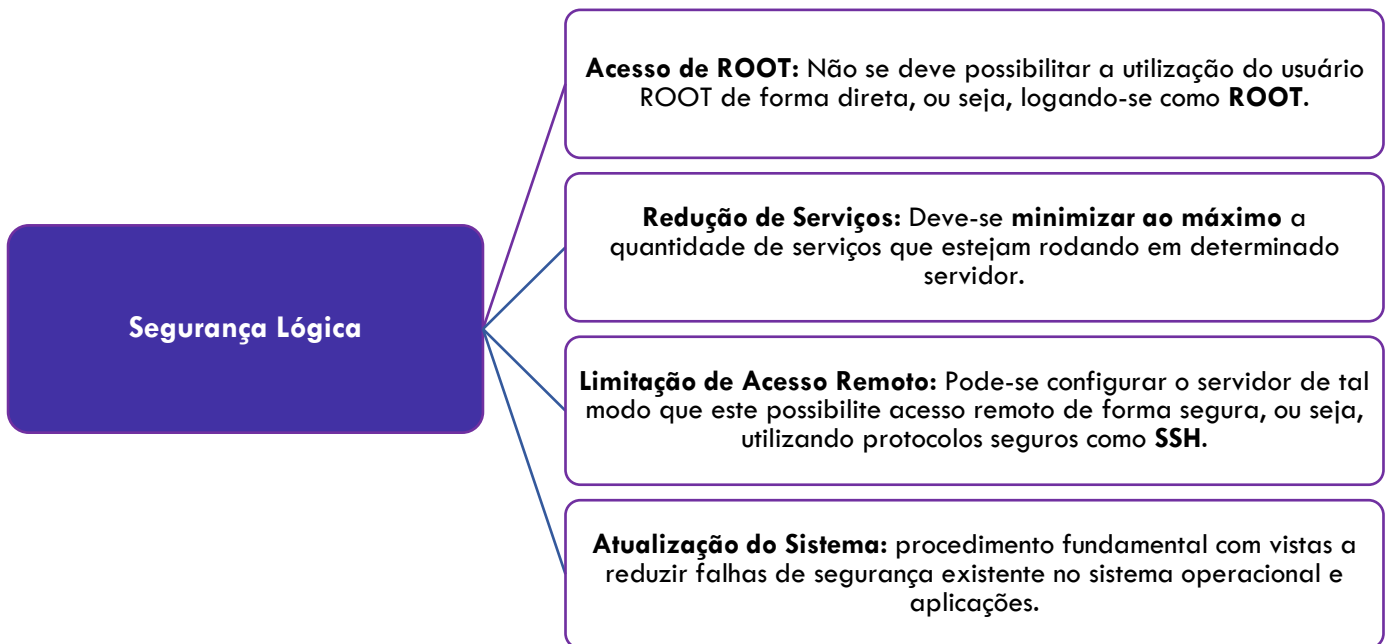 Segurança Lógica
Acesso de ROOT: Não se deve possibilitar a utilização do usuário
ROOT de forma direta, ou seja, logando-se como ROOT.
Redução de Serviços: Deve-se minimizar ao máximo a
quantidade de serviços que estejam rodando em determinado
servidor.
Limitação de Acesso Remoto: Pode-se configurar o servidor de tal
modo que este possibilite acesso remoto de forma segura, ou seja,
utilizando protocolos seguros como SSH.
Atualização do Sistema: procedimento fundamental com vistas a
reduzir falhas de segurança existente no sistema operacional e
aplicações.